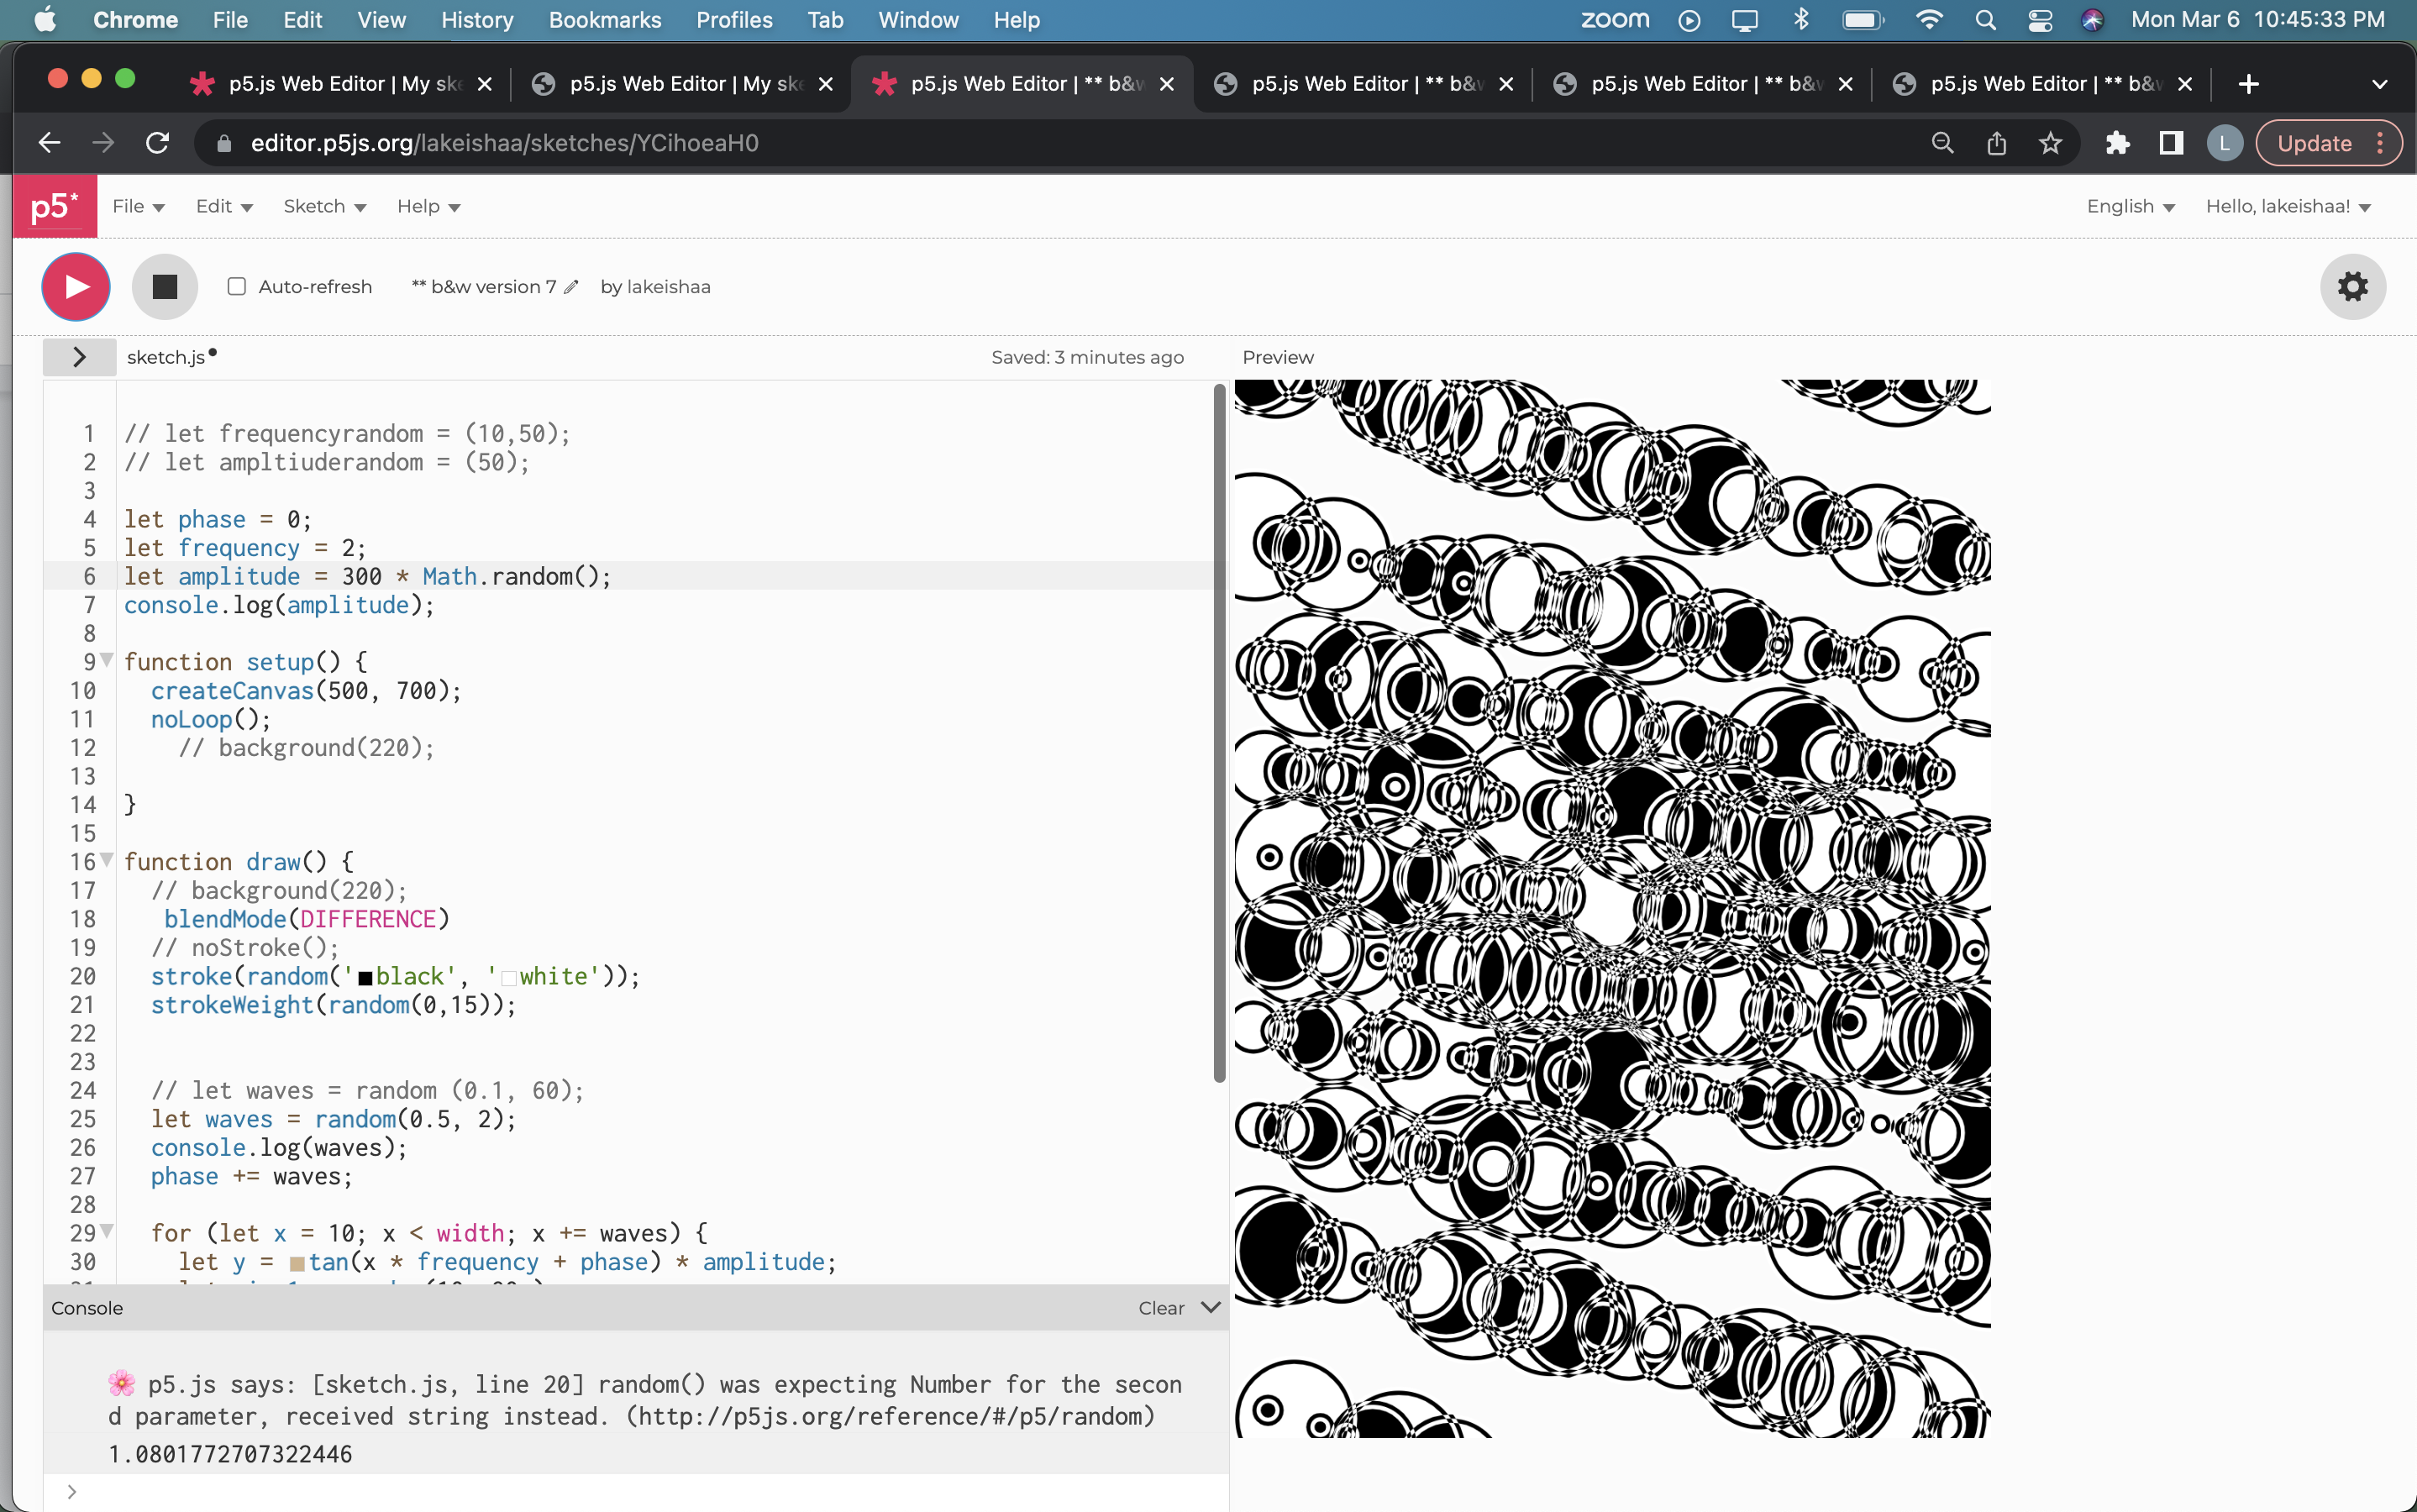 Chrome File Edit View History Bookmarks Profiles Tab Window Help zoom Mon Mar 6 10:45:33 PM
p5.js Web Editor | My ske p5.js Web Editor | My ske p5.js Web Editor | ** b&w p5.js Web Editor | ** b&w p5.js Web Editor | ** b&w p5.js Web Editor | ** b&
editor.p5js.org/lakeishaa/sketches/YCihoeaH0 L Update
p5* File Edit Sketch Help English Hello, lakeishaa!
Auto-refresh ** b&w version 7 by lakeishaa
sketch.js Saved: 3 minutes ago Preview
1 // let frequencyrandom = (10,50);
2 // let ampltiuderandom = (50);
3
4 let phase = 0;
5 let frequency = 2;
6 let amplitude = 300 * Math.random();
7 console.log(amplitude);
8
9 function setup() {
10 createCanvas(500, 700);
11 noLoop();
12 // background(220);
13
14 }
15
16 function draw() {
17 // background(220);
18 blendMode(DIFFERENCE)
19 // noStroke();
20 stroke(random('black', 'white'));
21 strokeWeight(random(0,15));
22
23
24 // let waves = random (0.1, 60);
25 let waves = random(0.5, 2);
26 console.log(waves);
27 phase += waves;
28
29 for (let x = 10; x < width; x += waves) {
30 let y = tan(x * frequency + phase) * amplitude;
Console Clear
🌸 p5.js says: [sketch.js, line 20] random() was expecting Number for the secon
d parameter, received string instead. (http://p5js.org/reference/#/p5/random)
1.0801772707322446
>